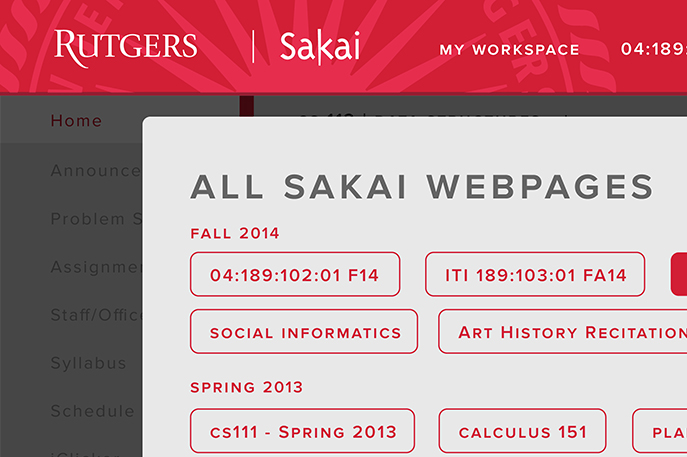 RUTGERS | Sakai MY WORKSPACE 04:189:
Home
ALL SAKAI WEBPAGES
Announce
FALL 2014
Problem S
04:189:102:01 F14 ITI 189:103:01 FA14
Assignme
SOCIAL INFORMATICS ART HISTORY RECITATION
Staff/Office
Syllabus
SPRING 2013
Schedule
CS111 - SPRING 2013 CALCULUS 151 PLA